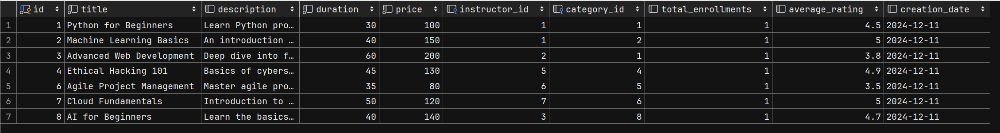 id title description duration price instructor_id category_id total_enrollments average_rating creation_date
1 1 Python for Beginners Learn Python pro… 30 100 1 1 1 4.5 2024-12-11
2 2 Machine Learning Basics An introduction … 40 150 1 2 1 5 2024-12-11
3 3 Advanced Web Development Deep dive into f… 60 200 2 1 1 3.8 2024-12-11
4 4 Ethical Hacking 101 Basics of cybers… 45 130 5 4 1 4.9 2024-12-11
5 6 Agile Project Management Master agile pro… 35 80 6 5 1 3.5 2024-12-11
6 7 Cloud Fundamentals Introduction to … 50 120 7 6 1 5 2024-12-11
7 8 AI for Beginners Learn the basics… 40 140 3 8 1 4.7 2024-12-11